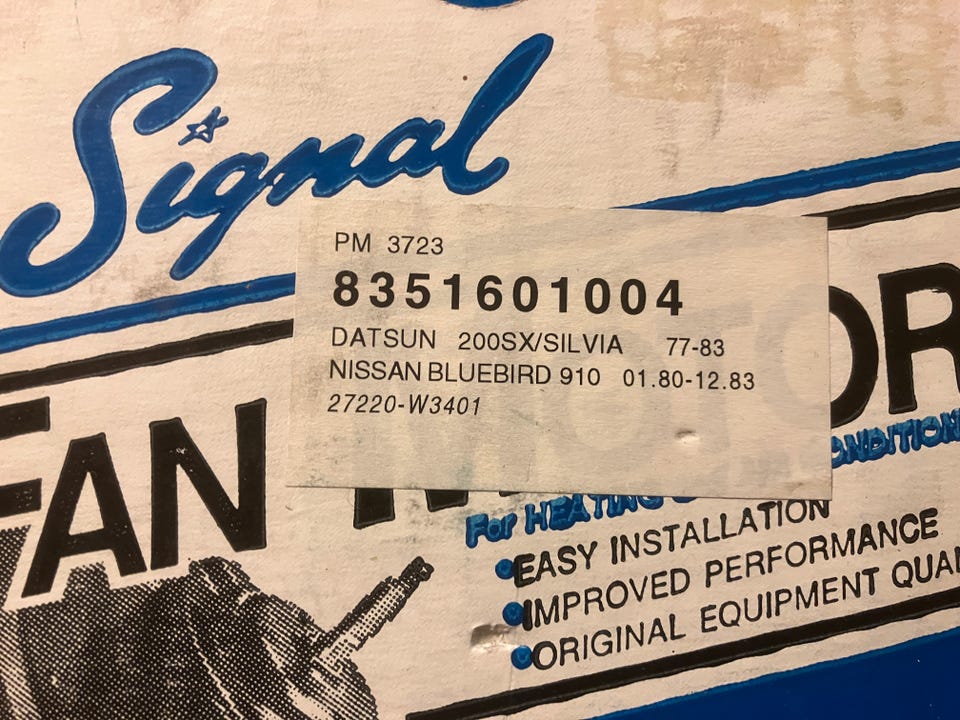 Signal
PM 3723
8351601004
DATSUN 200SX/SILVIA 77-83
NISSAN BLUEBIRD 910 01.80-12.83
27220-W3401
FAN
For HEATING
•EASY INSTALLATION
•IMPROVED PERFORMANCE
•ORIGINAL EQUIPMENT